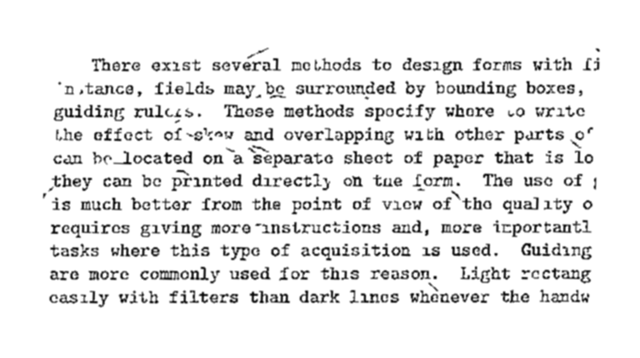 There exist several methods to design forms with fi
instance, fields may be surrounded by bounding boxes,
guiding rulers. These methods specify where to write
the effect of skew and overlapping with other parts of
can be located on a separate sheet of paper that is lo
they can be printed directly on the form. The use of
is much better from the point of view of the quality o
requires giving more instructions and, more importantl
tasks where this type of acquisition is used. Guiding
are more commonly used for this reason. Light rectang
easily with filters than dark lines whenever the handw